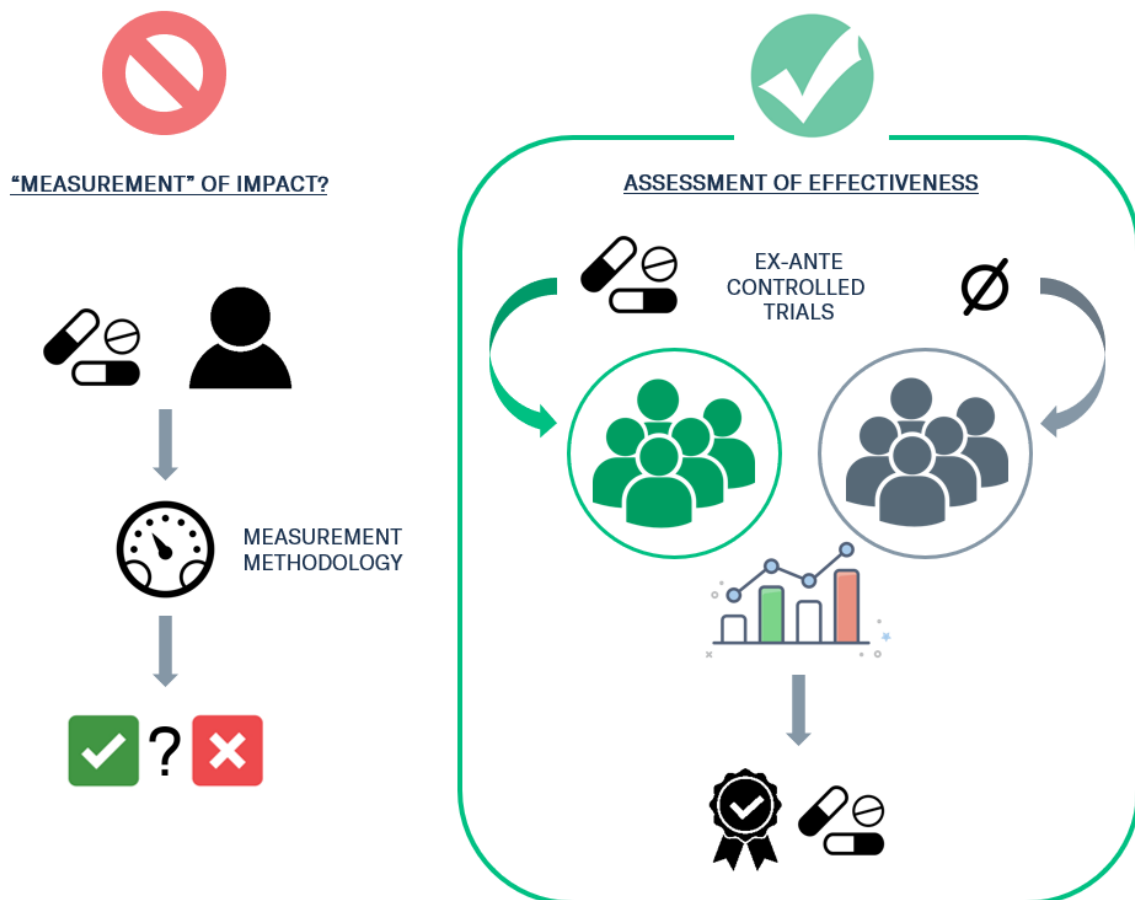 “MEASUREMENT” OF IMPACT?
MEASUREMENT
METHODOLOGY
?
ASSESSMENT OF EFFECTIVENESS
EX-ANTE
CONTROLLED
TRIALS
Ø